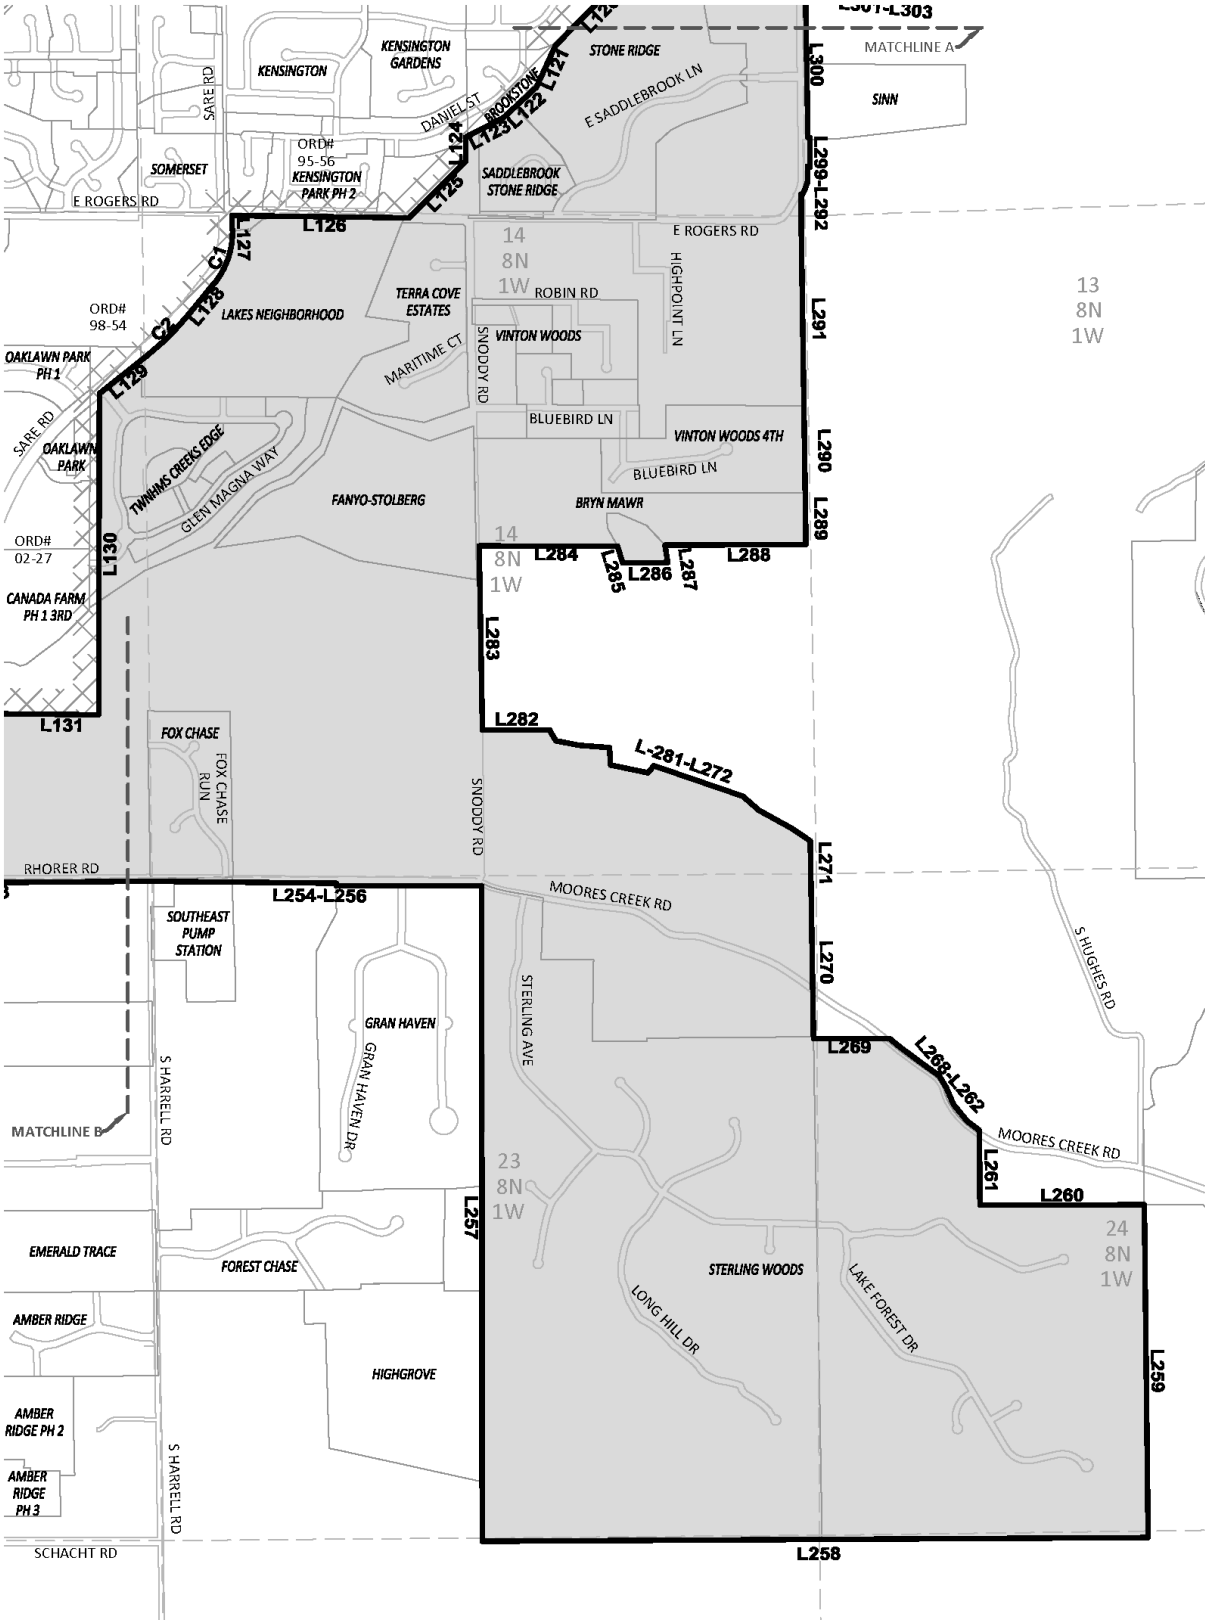 L301-L303
L120
KENSINGTON
GARDENS
STONE RIDGE
MATCHLINE A
KENSINGTON
L121
L300
SARE RD
BROOKSTONE
E SADDLEBROOK LN
SINN
DANIEL ST
L122
L123
L124
ORD#
95-56
SOMERSET
KENSINGTON
PARK PH 2
SADDLEBROOK
STONE RIDGE
L125
L299-L292
E ROGERS RD
L126
L127
E ROGERS RD
14
8N
1W
C1
HIGHPOINT LN
13
8N
1W
TERRA COVE
ESTATES
ROBIN RD
ORD#
98-54
L128
LAKES NEIGHBORHOOD
L291
C2
SNODDY RD
VINTON WOODS
MARITIME CT
OAKLAWN PARK
PH 1
L129
SARE RD
BLUEBIRD LN
VINTON WOODS 4TH
L290
OAKLAWN
PARK
TWNHMS CREEKS EDGE
GLEN MAGNA WAY
BLUEBIRD LN
FANYO-STOLBERG
BRYN MAWR
L289
ORD#
02-27
L130
14
8N
1W
L284
L285
L286
L287
L288
CANADA FARM
PH 1 3RD
L283
L131
L282
FOX CHASE
FOX CHASE
RUN
L-281-L272
SNODDY RD
RHORER RD
L271
L254-L256
MOORES CREEK RD
SOUTHEAST
PUMP
STATION
L270
S HUGHES RD
STERLING AVE
GRAN HAVEN
GRAN HAVEN DR
L269
L268-L262
S HARRELL RD
MATCHLINE B
MOORES CREEK RD
23
8N
1W
L261
L260
L257
24
8N
1W
EMERALD TRACE
FOREST CHASE
STERLING WOODS
LONG HILL DR
LAKE FOREST DR
AMBER RIDGE
HIGHGROVE
L259
AMBER
RIDGE PH 2
S HARRELL RD
AMBER
RIDGE
PH 3
SCHACHT RD
L258